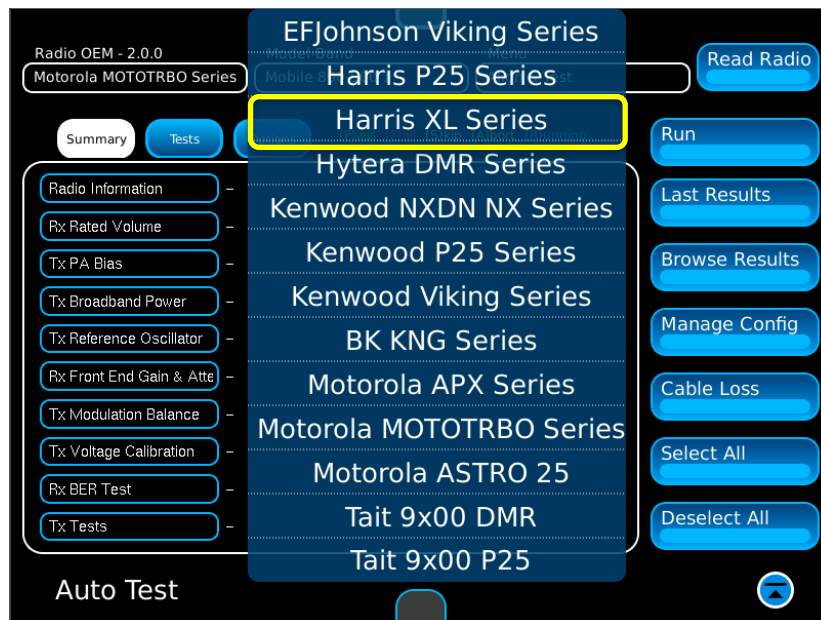 Radio OEM - 2.0.0
Model-Band
Menu
Motorola MOTOTRBO Series
Mobile
Read Radio
EFJohnson Viking Series
Harris P25 Series
Harris XL Series
Hytera DMR Series
Kenwood NXDN NX Series
Kenwood P25 Series
Kenwood Viking Series
BK KNG Series
Motorola APX Series
Motorola MOTOTRBO Series
Motorola ASTRO 25
Tait 9x00 DMR
Tait 9x00 P25
Summary
Tests
Radio Information –
Rx Rated Volume –
Tx PA Bias –
Tx Broadband Power –
Tx Reference Oscillator –
Rx Front End Gain & Atte –
Tx Modulation Balance –
Tx Voltage Calibration –
Rx BER Test –
Tx Tests –
Run
Last Results
Browse Results
Manage Config
Cable Loss
Select All
Deselect All
Auto Test